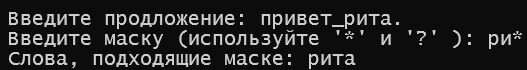 Введите продложение: привет_рита.
Введите маску (используйте '*' и '?' ): ри*
Слова, подходящие маске: рита